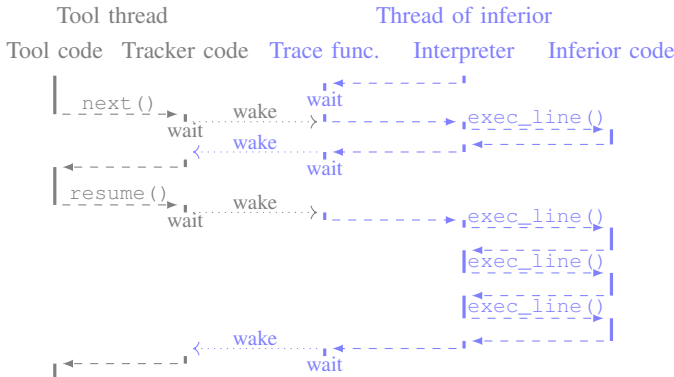 Tool thread Thread of inferior
Tool code Tracker code Trace func. Interpreter Inferior code
wait
next() wake exec_line()
wait
wake
wait
resume() wake exec_line()
wait
exec_line()
exec_line()
wake
wait